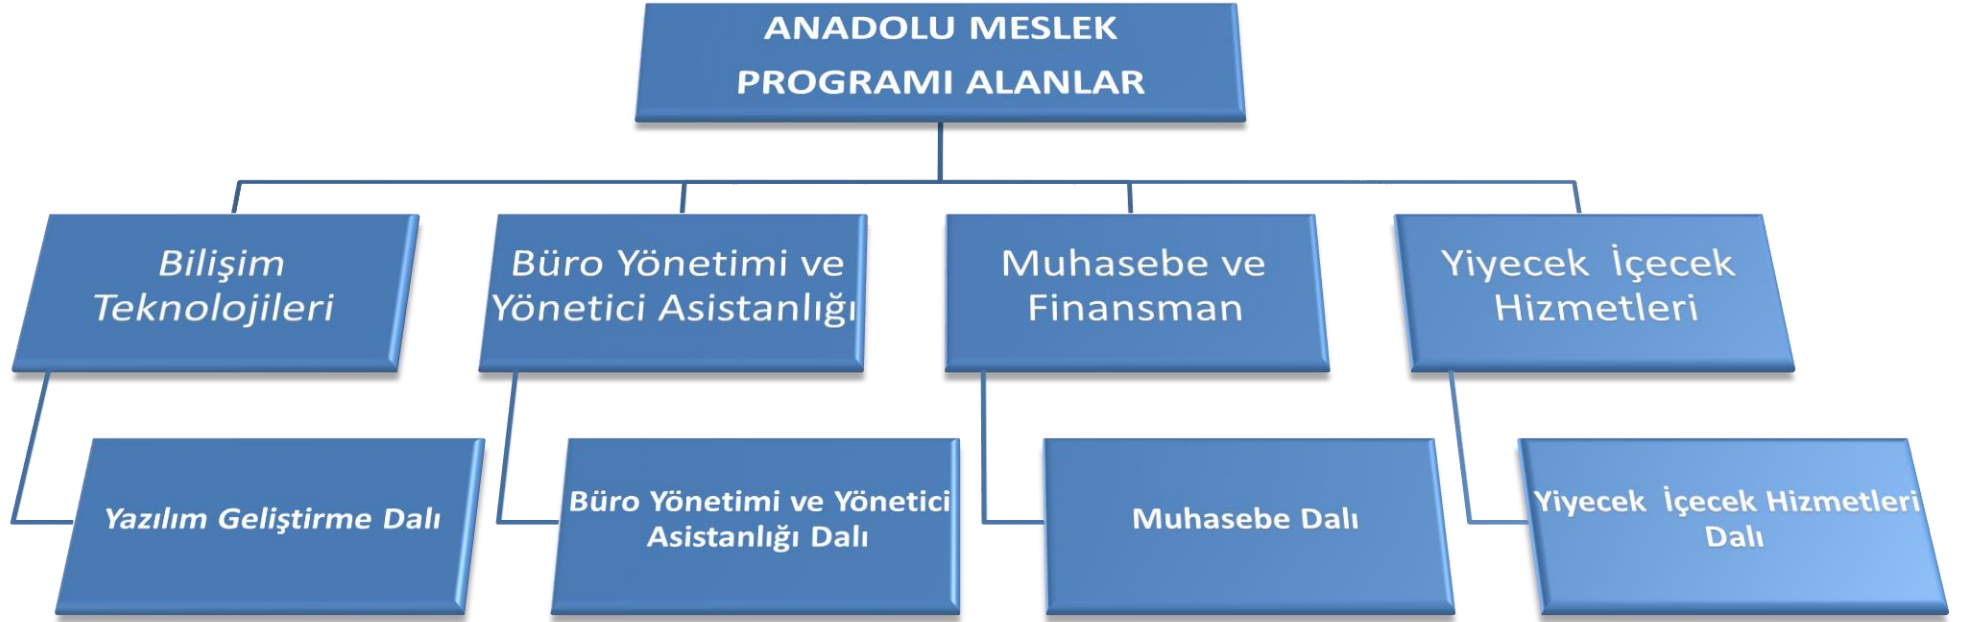 ANADOLU MESLEK
PROGRAMI ALANLAR
Bilişim
Teknolojileri
Büro Yönetimi ve
Yönetici Asistanlığı
Muhasebe ve
Finansman
Yiyecek İçecek
Hizmetleri
Yazılım Geliştirme Dalı
Büro Yönetimi ve Yönetici
Asistanlığı Dalı
Muhasebe Dalı
Yiyecek İçecek Hizmetleri
Dalı